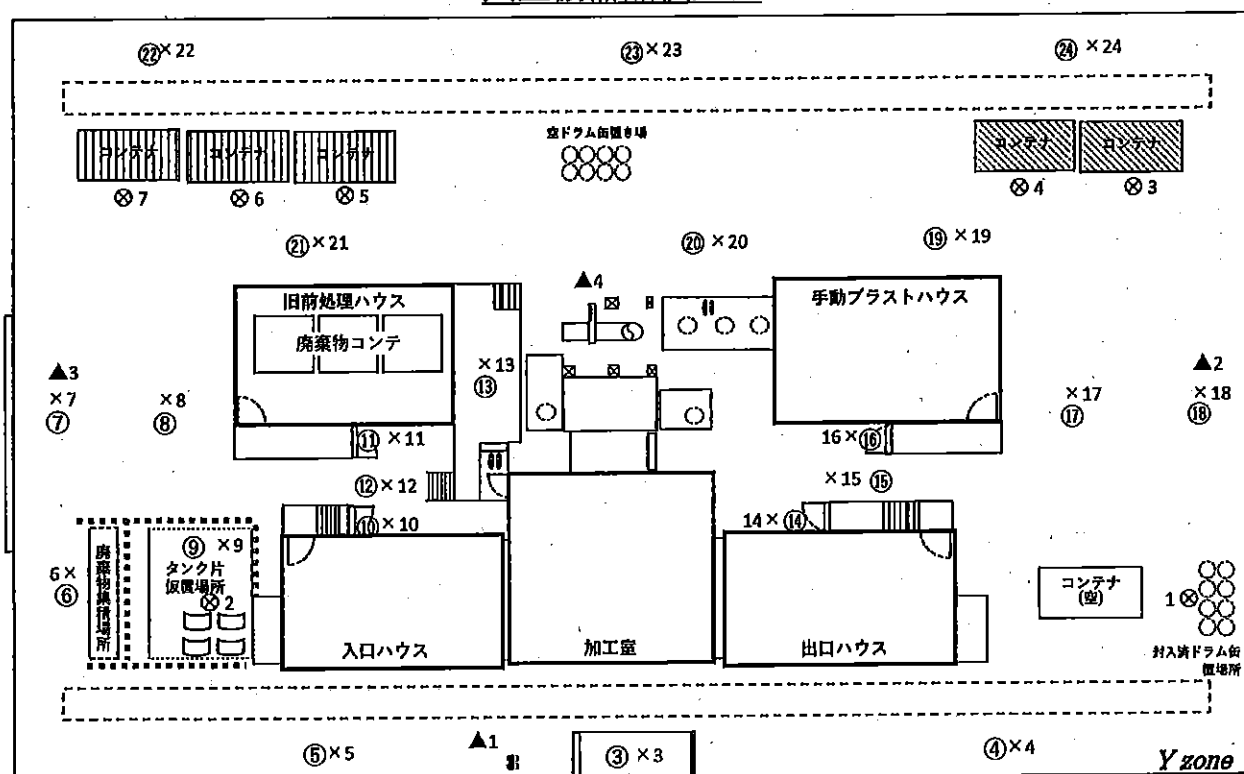 ㉒×22
㉓×23
㉔×24
空ドラム缶置き場
コンテナ
コンテナ
コンテナ
コンテナ
コンテナ
⊗7
⊗6
⊗5
⊗4
⊗3
㉑×21
⑳×20
⑲×19
▲4
旧前処理ハウス
廃棄物コンテ
手動ブラストハウス
▲3
×7
⑦
×8
⑧
×13
⑬
×17
⑰
▲2
×18
⑱
⑪×11
16×⑯
⑫×12
×15⑮
⑩×10
14×⑭
6×
⑥
廃棄物集積場所
⑨×9
タンク片
仮置場所
⊗2
入口ハウス
加工室
出口ハウス
コンテナ
(空)
1⊗
封入済ドラム缶
置場所
⑤×5
▲1
③×3
④×4
Y zone